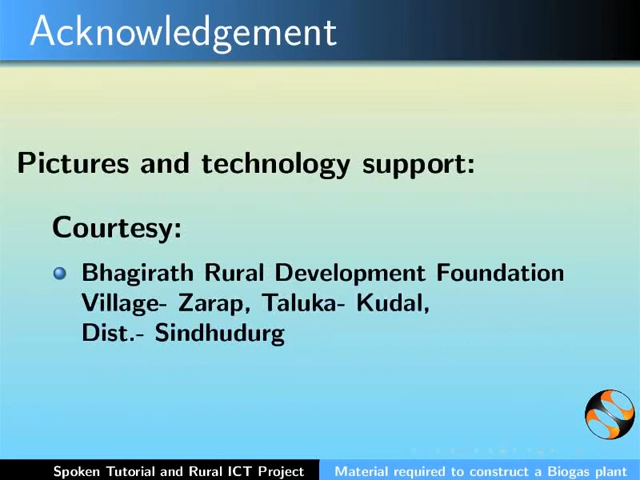 Acknowledgement
Pictures and technology support:
Courtesy:
Bhagirath Rural Development Foundation
Village- Zarap, Taluka- Kudal,
Dist.- Sindhudurg
Spoken Tutorial and Rural ICT Project
Material required to construct a Biogas plant